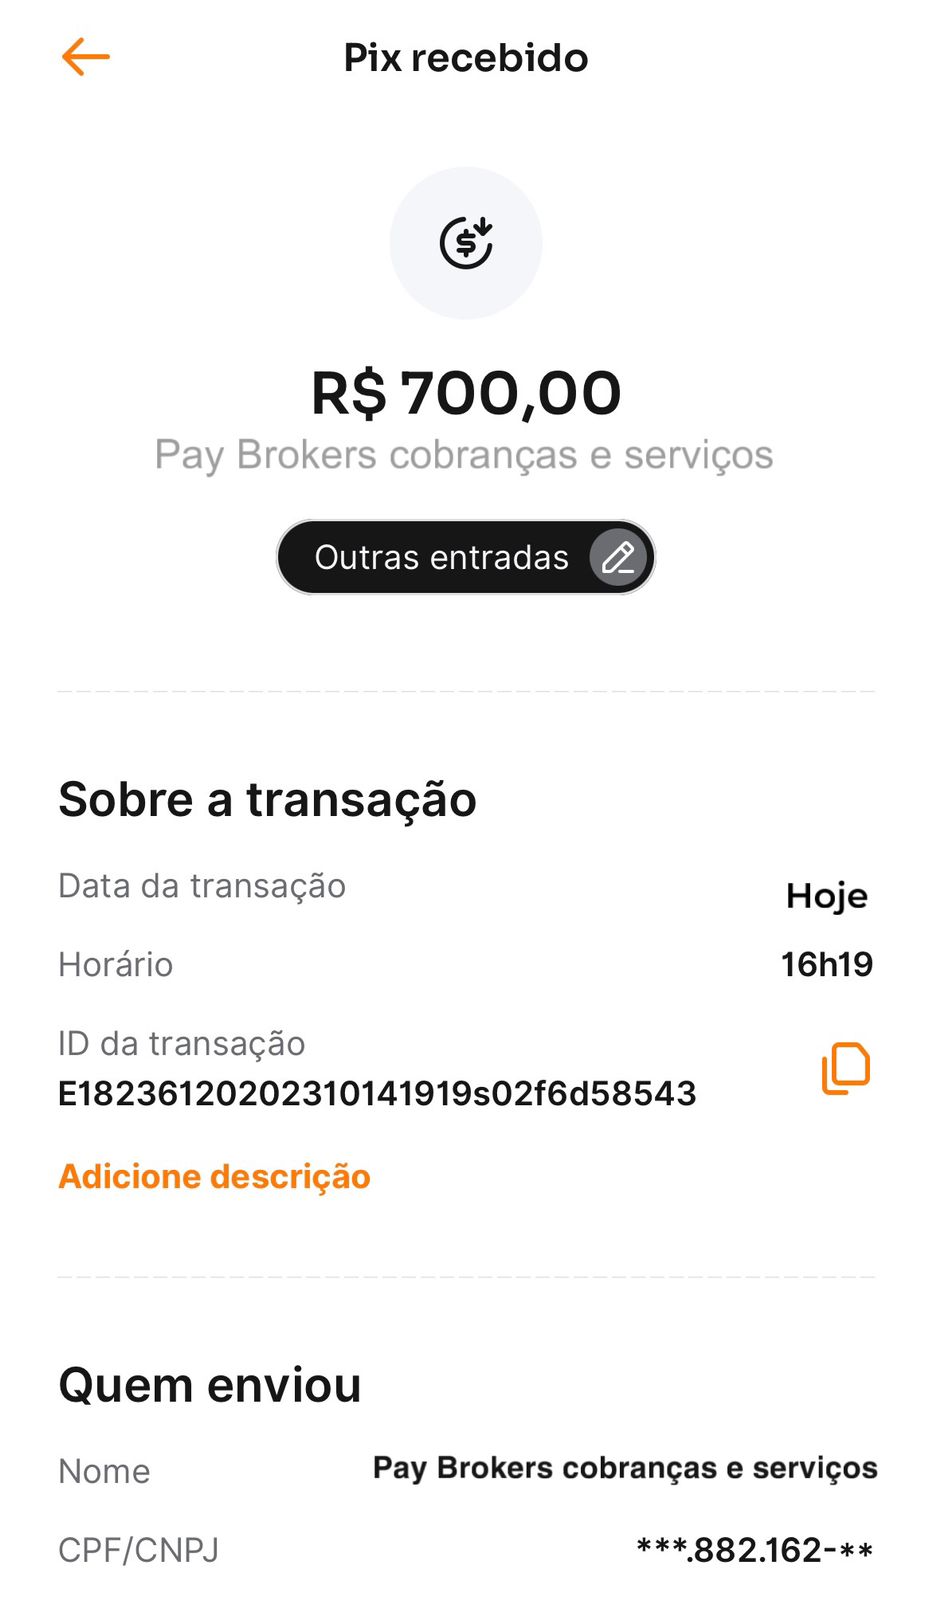 Pix recebido
R$ 700,00
Pay Brokers cobranças e serviços
Outras entradas
Sobre a transação
Data da transação Hoje
Horário 16h19
ID da transação
E18236120202310141919s02f6d58543
Adicione descrição
Quem enviou
Nome Pay Brokers cobranças e serviços
CPF/CNPJ ***.882.162-**